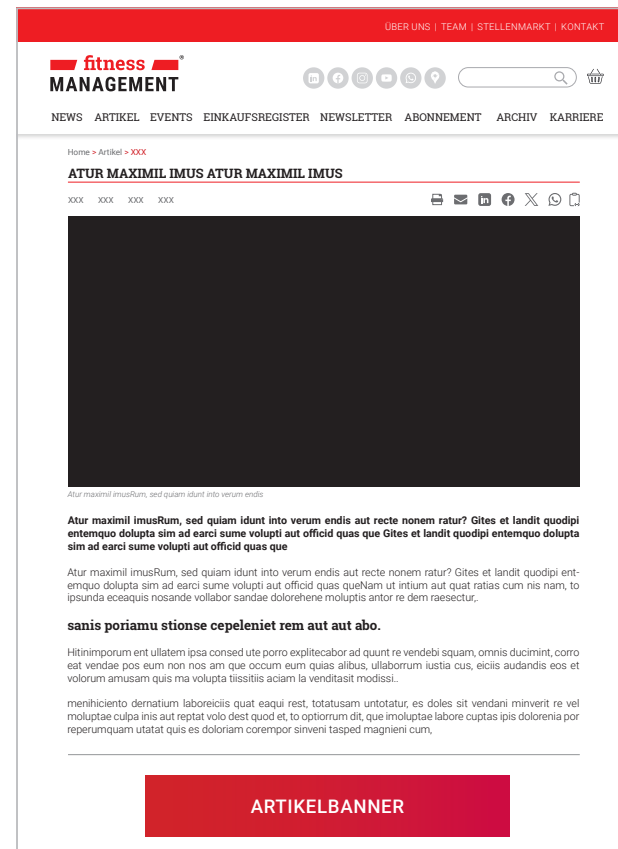 ÜBER UNS | TEAM | STELLENMARKT | KONTAKT
fitness
MANAGEMENT
NEWS ARTIKEL EVENTS EINKAUFSREGISTER NEWSLETTER ABONNEMENT ARCHIV KARRIERE
Home > Artikel > XXX
ATUR MAXIMIL IMUS ATUR MAXIMIL IMUS
XXX XXX XXX XXX
Atur maximil imusRum, sed quiam idunt into verum endis
Atur maximil imusRum, sed quiam idunt into verum endis aut recte nonem ratur? Gites et landit quodipi
entemquo dolupta sim ad earci sume volupti aut officid quas que Gites et landit quodipi entemquo dolupta
sim ad earci sume volupti aut officid quas que
Atur maximil imusRum, sed quiam idunt into verum endis aut recte nonem ratur? Gites et landit quodipi ent-
emquo dolupta sim ad earci sume volupti aut officid quas queNam ut intium aut quat ratias cum nis nam, to
ipsunda eceaquis nosande vollabor sandae dolorehene moluptis antor re dem raesectur,.
sanis poriamu stionse cepeleniet rem aut aut abo.
Hitinimporum ent ullatem ipsa consed ute porro explitecabor ad qunt re vendebi squam, omnis ducimint, corro
eat vendae pos eum non nos am que occum eum quias alibus, ullaborrum iustia cus, eiciis audandis eos et
volorum amusam quis ma volupta tiissitiis aciam la venditasit modissi..
menihiciento dernatium laboreiciis quat eaqui rest, totatusam untotatur, es doles sit vendani minverit re vel
moluptae culpa inis aut reptat volo dest quod et, to optiorrum dit, que imoluptae labore cuptas ipis dolorenia por
reperumquam utatat quis es doloriam corempor sinveni tasped magnieni cum,
ARTIKELBANNER